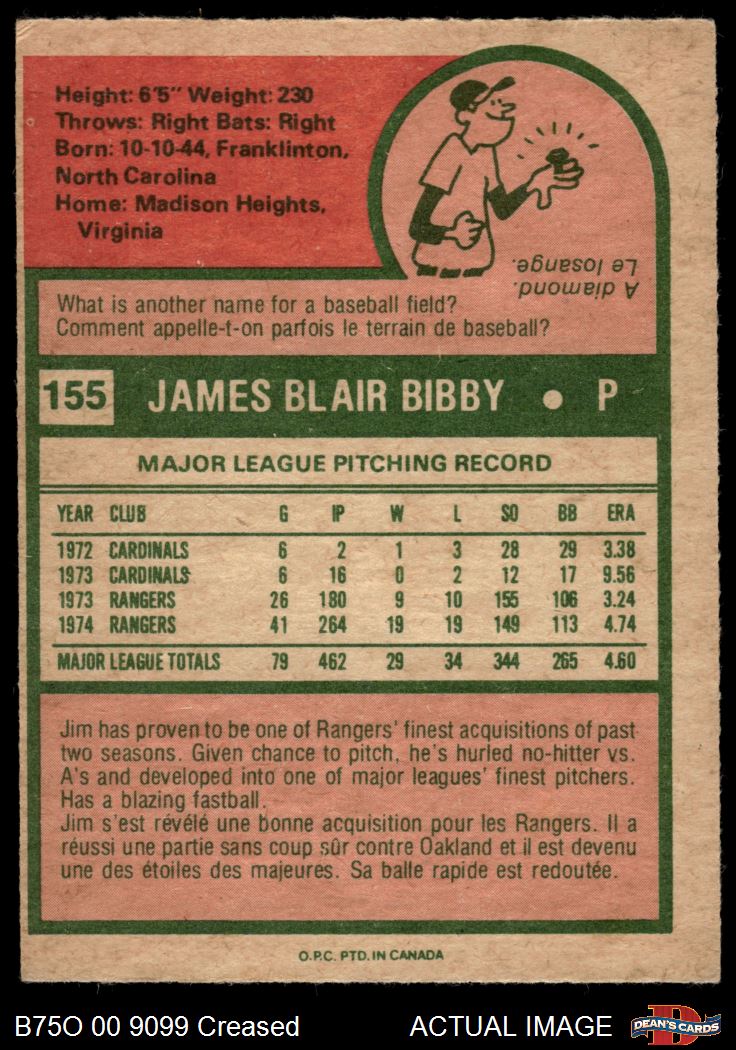 Height: 6'5" Weight: 230
Throws: Right Bats: Right
Born: 10-10-44, Franklinton,
North Carolina
Home: Madison Heights,
Virginia
A diamond.
Le losange.
What is another name for a baseball field?
Comment appelle-t-on parfois le terrain de baseball?
155 JAMES BLAIR BIBBY ● P
MAJOR LEAGUE PITCHING RECORD
YEAR CLUB G IP W L SO BB ERA
1972 CARDINALS 6 2 1 3 28 29 3.38
1973 CARDINALS 6 16 0 2 12 17 9.56
1973 RANGERS 26 180 9 10 155 106 3.24
1974 RANGERS 41 264 19 19 149 113 4.74
MAJOR LEAGUE TOTALS 79 462 29 34 344 265 4.60
Jim has proven to be one of Rangers' finest acquisitions of past
two seasons. Given chance to pitch, he's hurled no-hitter vs.
A's and developed into one of major leagues' finest pitchers.
Has a blazing fastball.
Jim s'est révélé une bonne acquisition pour les Rangers. Il a
réussi une partie sans coup sûr contre Oakland et il est devenu
une des étoiles des majeures. Sa balle rapide est redoutée.
O.P.C. PTD. IN CANADA
B75O 00 9099 Creased ACTUAL IMAGE
DEAN'S CARDS